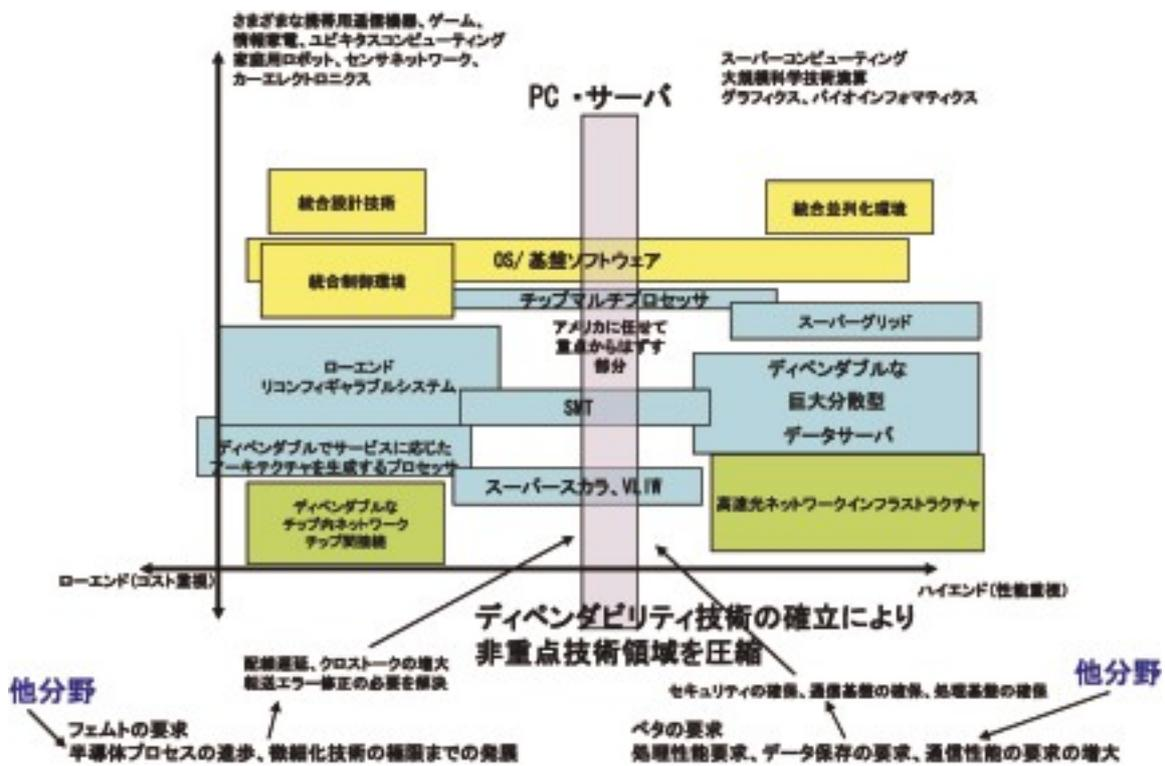 さまざまな携帯用通信機器、ゲーム、
情報家電、ユビキタスコンピューティング
家庭用ロボット、センサネットワーク、
カーエレクトロニクス
スーパーコンピューティング
大規模科学技術演算
グラフィクス、バイオインフォマティクス
PC・サーバ
統合設計技術
統合並列化環境
OS/基盤ソフトウェア
統合制御環境
チップマルチプロセッサ
スーパーグリッド
アメリカに任せて
重点からはずす
部分
ローエンド
リコンフィギャラブルシステム
ディペンダブルな
巨大分散型
データサーバ
SMT
ディペンダブルでサービスに応じた
アーキテクチャを生成するプロセッサ
スーパースカラ、VLIW
高速光ネットワークインフラストラクチャ
ディペンダブルな
チップ内ネットワーク
チップ間接続
ローエンド(コスト重視)
ハイエンド(性能重視)
ディペンダビリティ技術の確立により
非重点技術領域を圧縮
配線遅延、クロストークの増大
転送エラー修正の必要を解決
セキュリティの確保、通信基盤の確保、処理基盤の確保
他分野
他分野
フェムトの要求
半導体プロセスの進歩、微細化技術の極限までの発展
ペタの要求
処理性能要求、データ保存の要求、通信性能の要求の増大